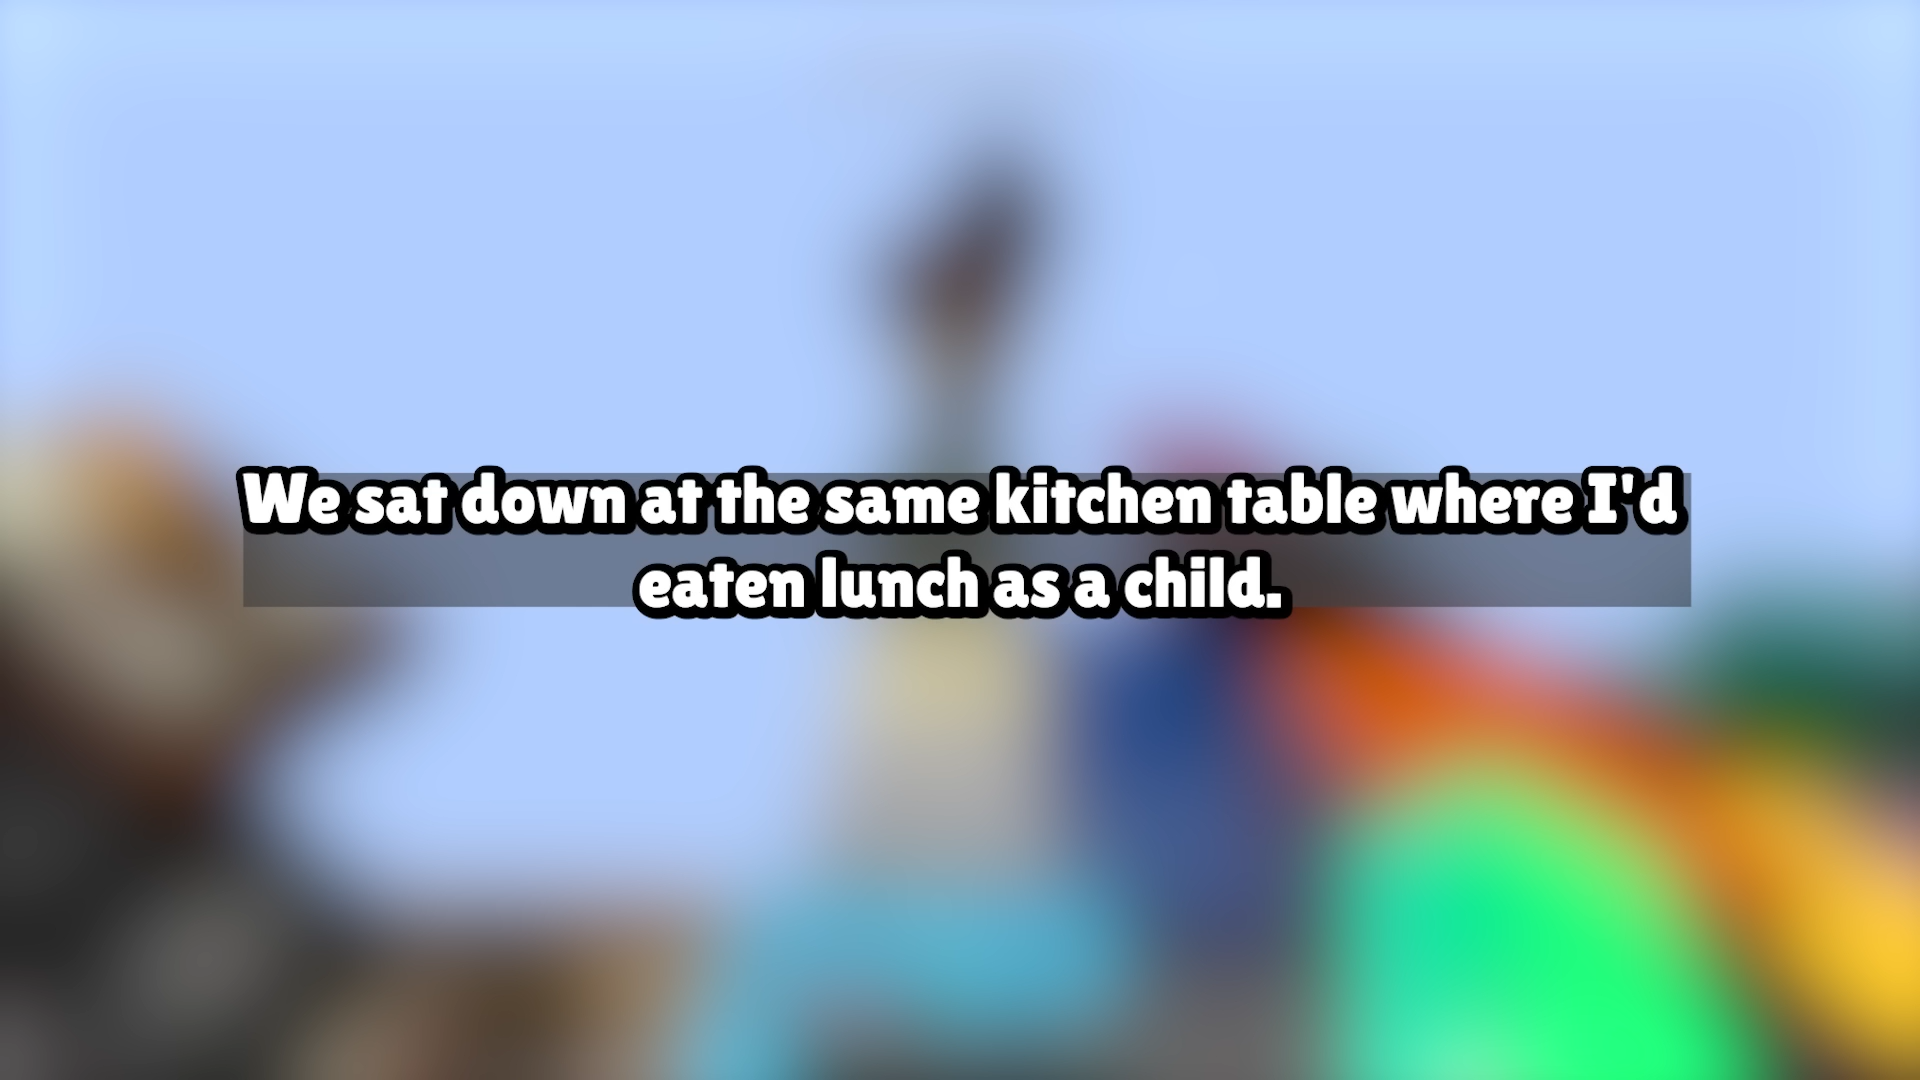 We sat down at the same kitchen table where I'd
eaten lunch as a child.